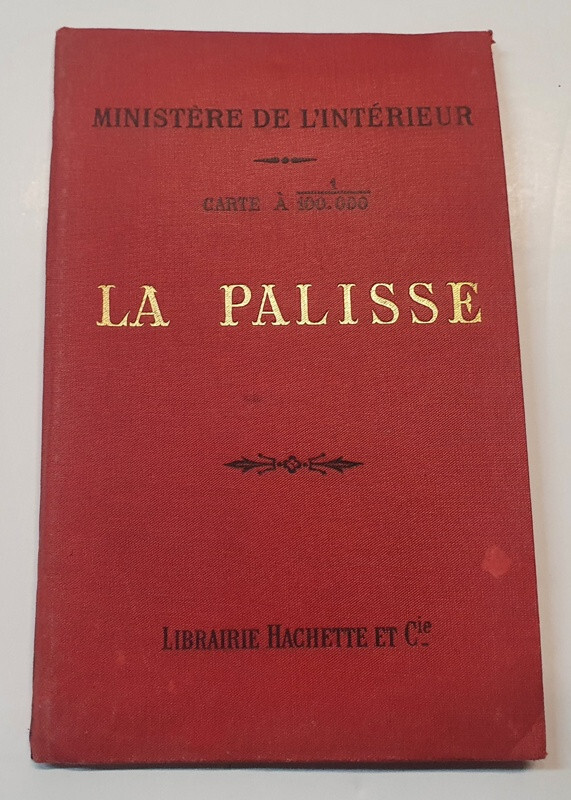 MINISTÈRE DE L'INTÉRIEUR
CARTE À 1/100.000
LA PALISSE
LIBRAIRIE HACHETTE ET Cie